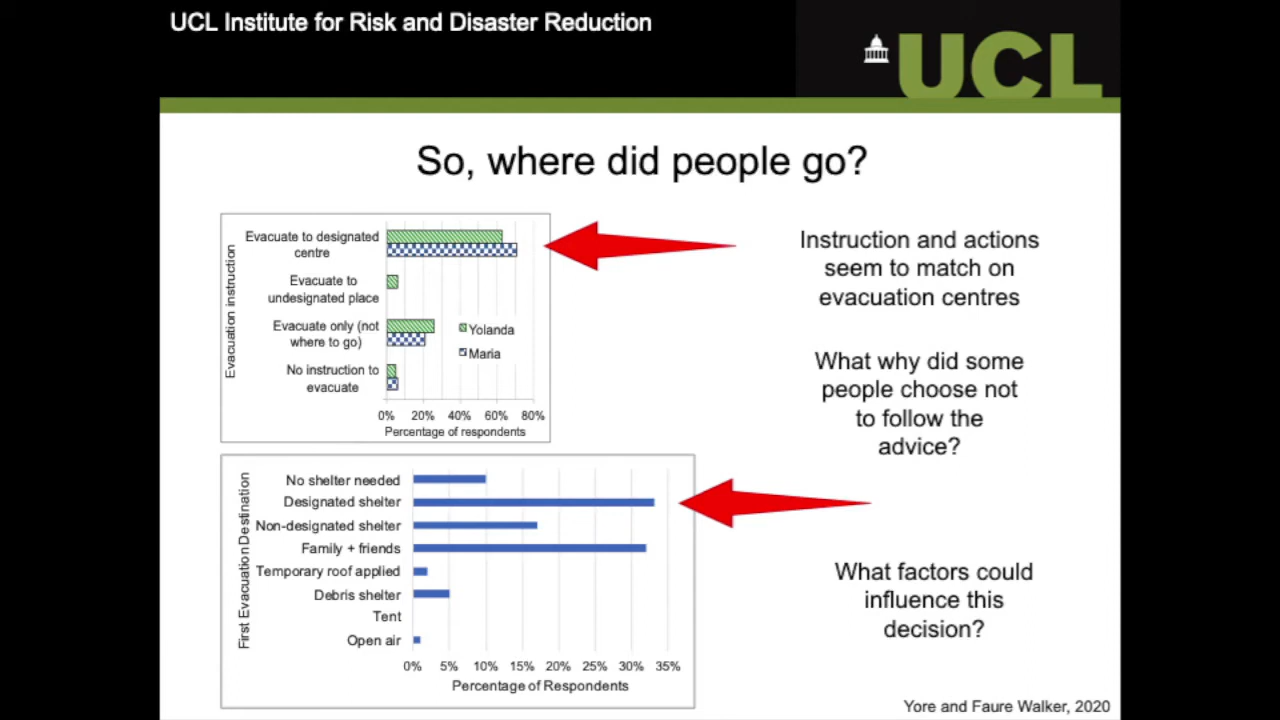 UCL Institute for Risk and Disaster Reduction
UCL
So, where did people go?
Evacuation instruction
Evacuate to designated
centre
Evacuate to
undesignated place
Evacuate only (not
where to go)
No instruction to
evacuate
Yolanda
Maria
0% 20% 40% 60% 80%
Percentage of respondents
Instruction and actions
seem to match on
evacuation centres
What why did some
people choose not
to follow the
advice?
First Evacuation Destination
No shelter needed
Designated shelter
Non-designated shelter
Family + friends
Temporary roof applied
Debris shelter
Tent
Open air
0% 5% 10% 15% 20% 25% 30% 35%
Percentage of Respondents
What factors could
influence this
decision?
Yore and Faure Walker, 2020